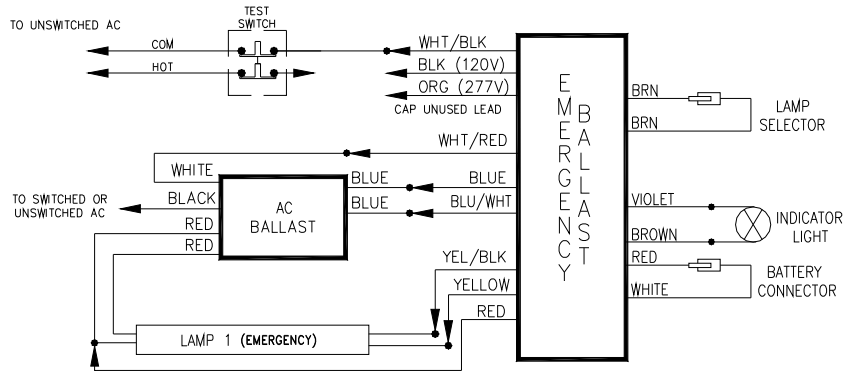 TEST
SWITCH
TO UNSWITCHED AC
COM
HOT
WHT/BLK
BLK (120V)
ORG (277V)
CAP UNUSED LEAD
WHT/RED
WHITE
BLACK
TO SWITCHED OR
UNSWITCHED AC
RED
RED
AC
BALLAST
BLUE
BLUE
BLUE
BLU/WHT
YEL/BLK
YELLOW
RED
LAMP 1 (EMERGENCY)
EMERGENCY
BALLAST
BRN
BRN
LAMP
SELECTOR
VIOLET
BROWN
INDICATOR
LIGHT
RED
WHITE
BATTERY
CONNECTOR